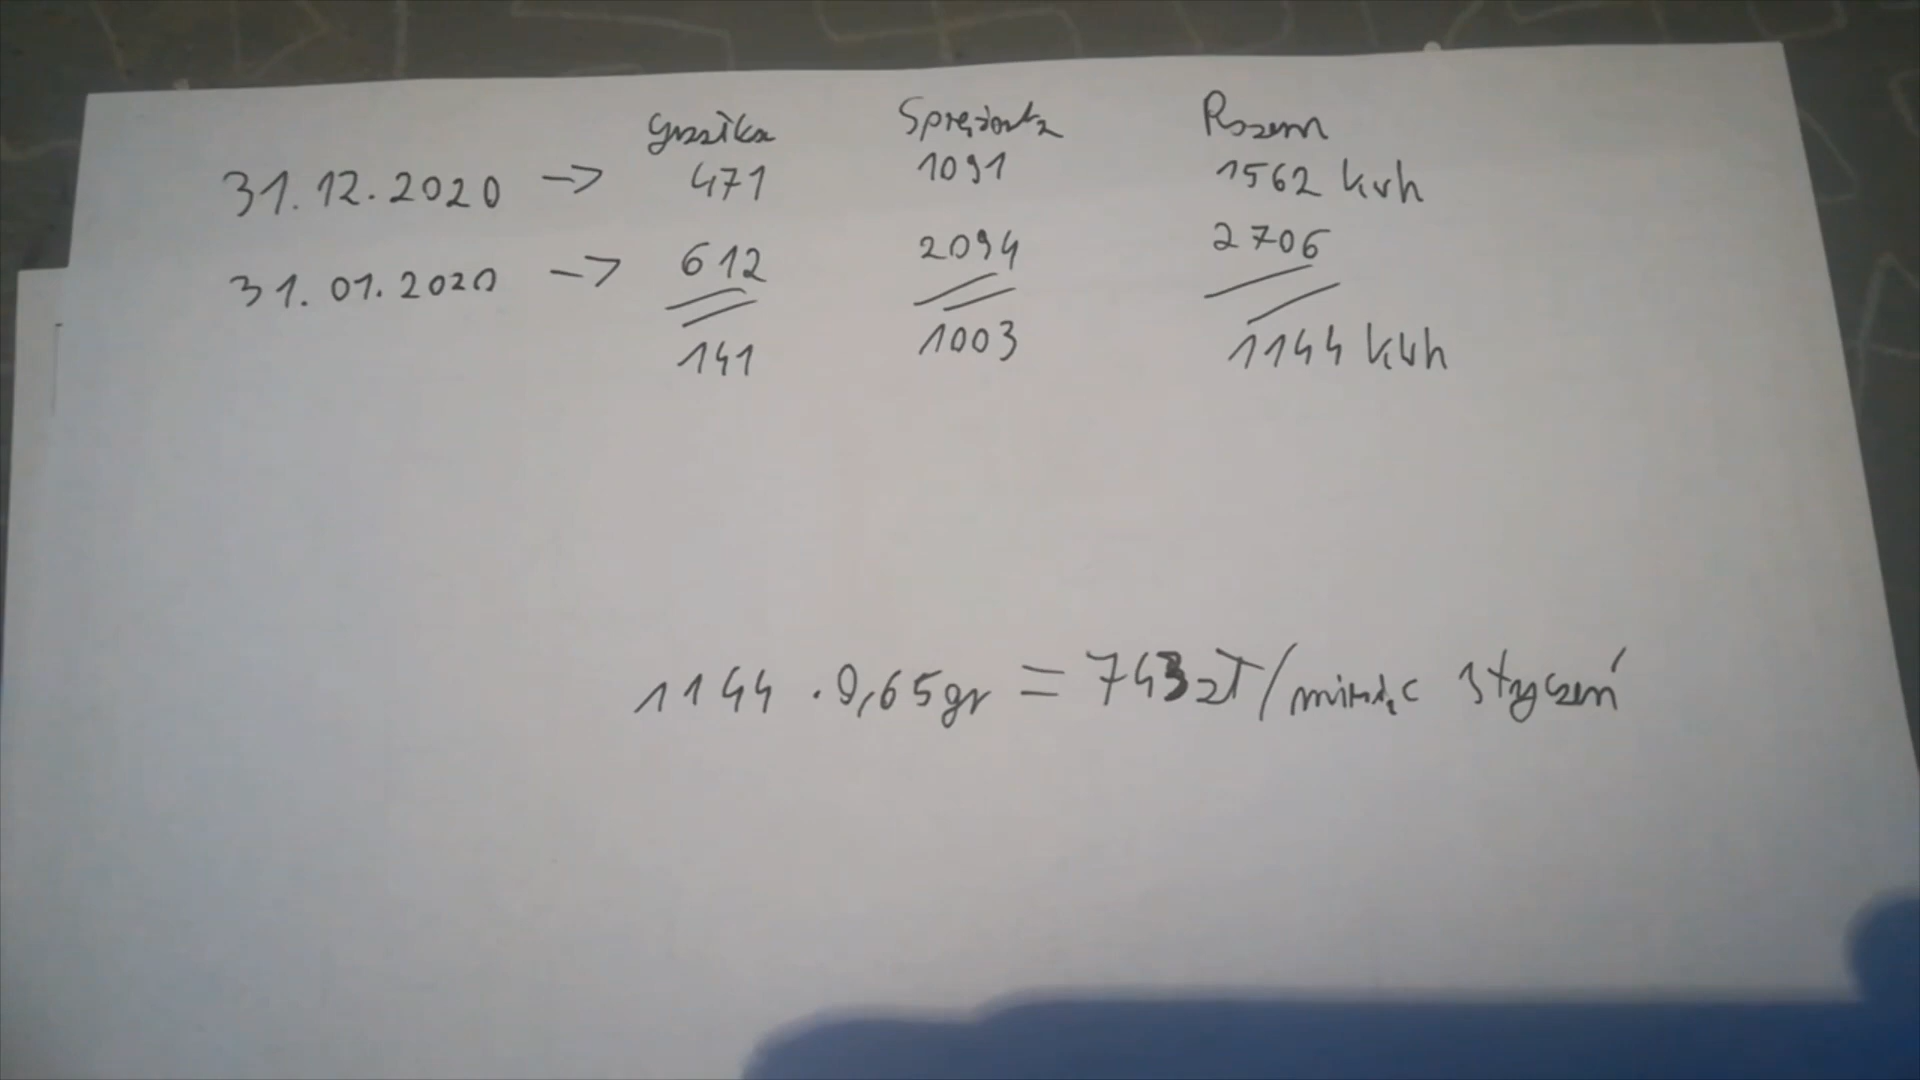 grzałka Sprężarka Razem
31.12.2020 -> 471 1091 1562 kwh
31.01.2020 -> 612 2094 2706
141 1003 1144 kwh
1144 . 0,65gr = 743zł/miesiąc styczeń